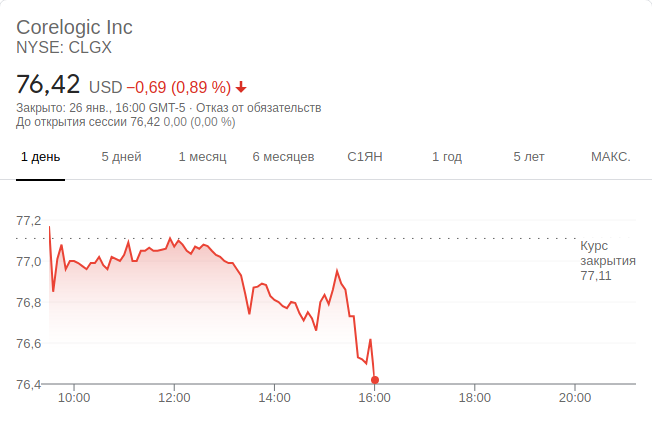 Corelogic Inc
NYSE: CLGX
76,42 USD −0,69 (0,89 %)
Закрыто: 26 янв., 16:00 GMT-5 · Отказ от обязательств
До открытия сессии 76,42 0,00 (0,00 %)
1 день 5 дней 1 месяц 6 месяцев С1ЯН 1 год 5 лет МАКС.
77,2
77,0
76,8
76,6
76,4
Курс
закрытия
77,11
10:00 12:00 14:00 16:00 18:00 20:00